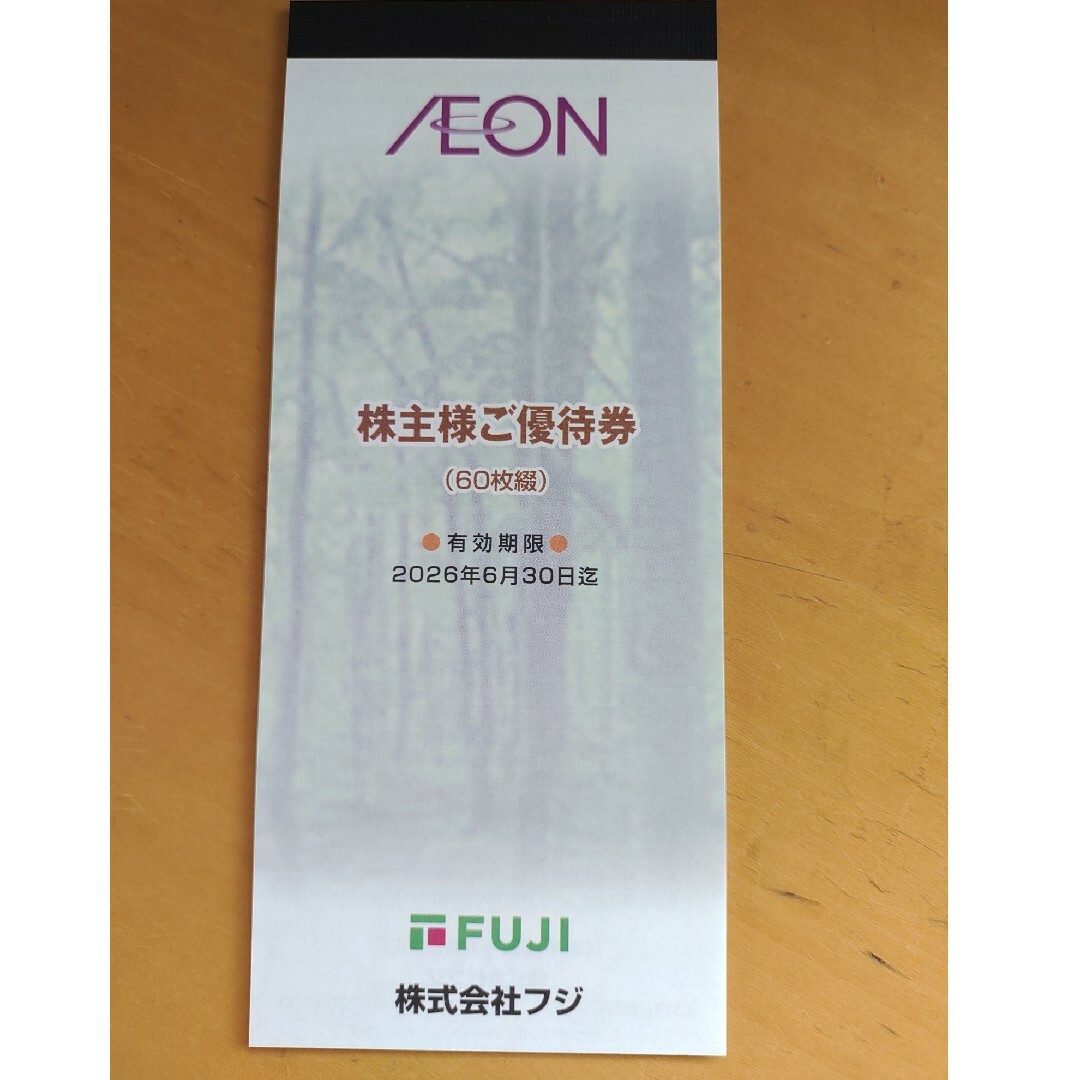 ÆON
株主様ご優待券
(60枚綴)
●有効期限●
2026年6月30日迄
FUJI
株式会社フジ